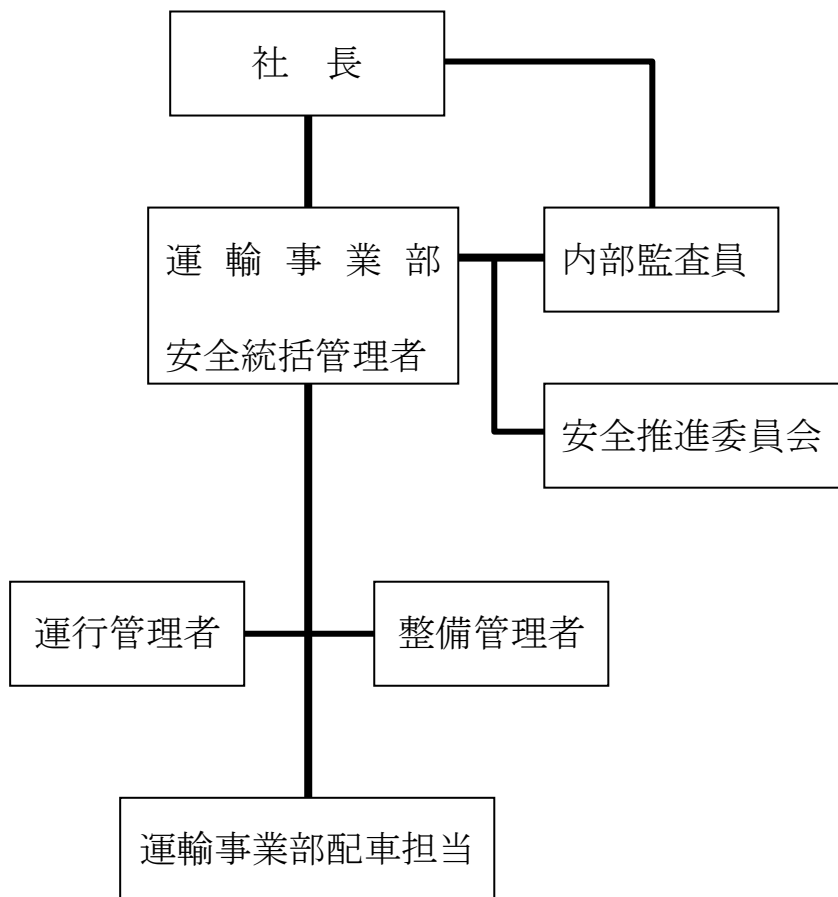 社　長
運輸事業部
安全統括管理者
内部監査員
安全推進委員会
運行管理者
整備管理者
運輸事業部配車担当